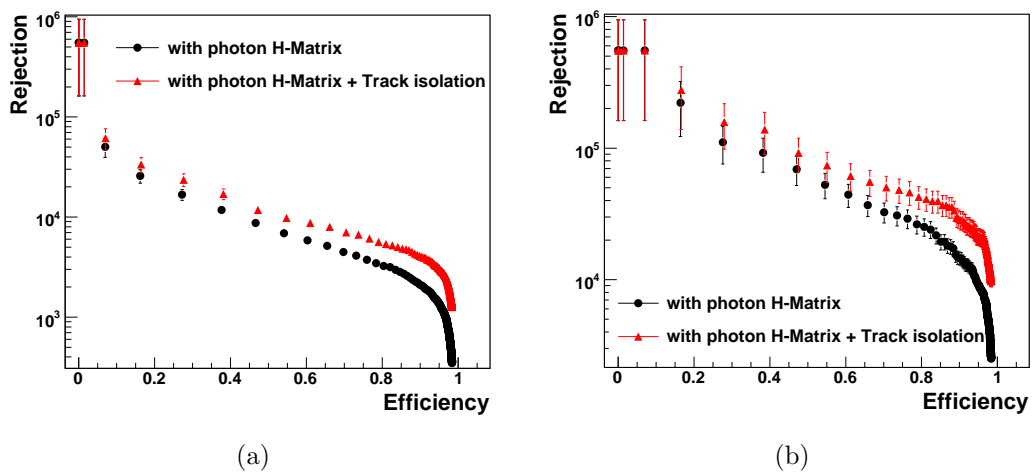 Rejection
10^6
10^5
10^4
10^3
with photon H-Matrix
with photon H-Matrix + Track isolation
0 0.2 0.4 0.6 0.8 1
Efficiency
(a)
Rejection
10^6
10^5
10^4
with photon H-Matrix
with photon H-Matrix + Track isolation
0 0.2 0.4 0.6 0.8 1
Efficiency
(b)